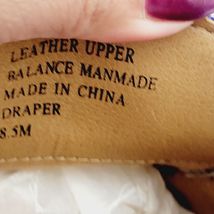 LEATHER UPPER
BALANCE MANMADE
MADE IN CHINA
DRAPER
8.5M